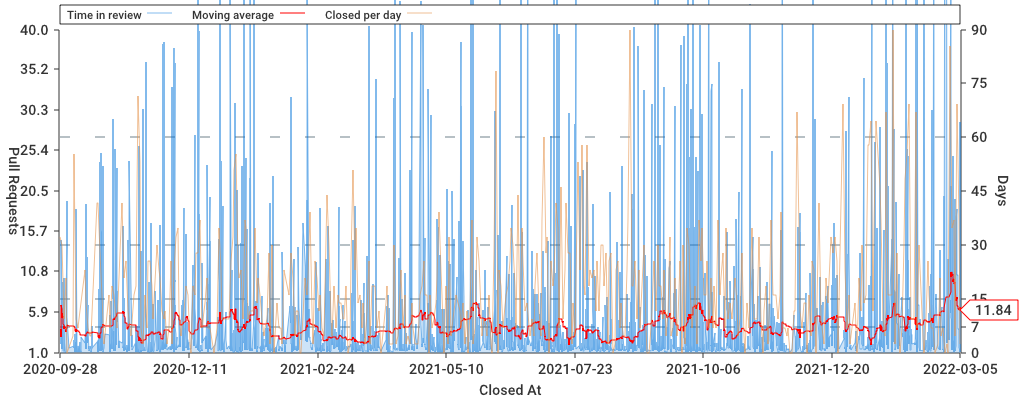 Time in review Moving average Closed per day
40.0 90
35.2 75
30.3
25.4 60
20.5 45
15.7 30
10.8
5.9 15
11.84
7
1.0 0
Pull Requests
Days
2020-09-28 2020-12-11 2021-02-24 2021-05-10 2021-07-23 2021-10-06 2021-12-20 2022-03-05
Closed At